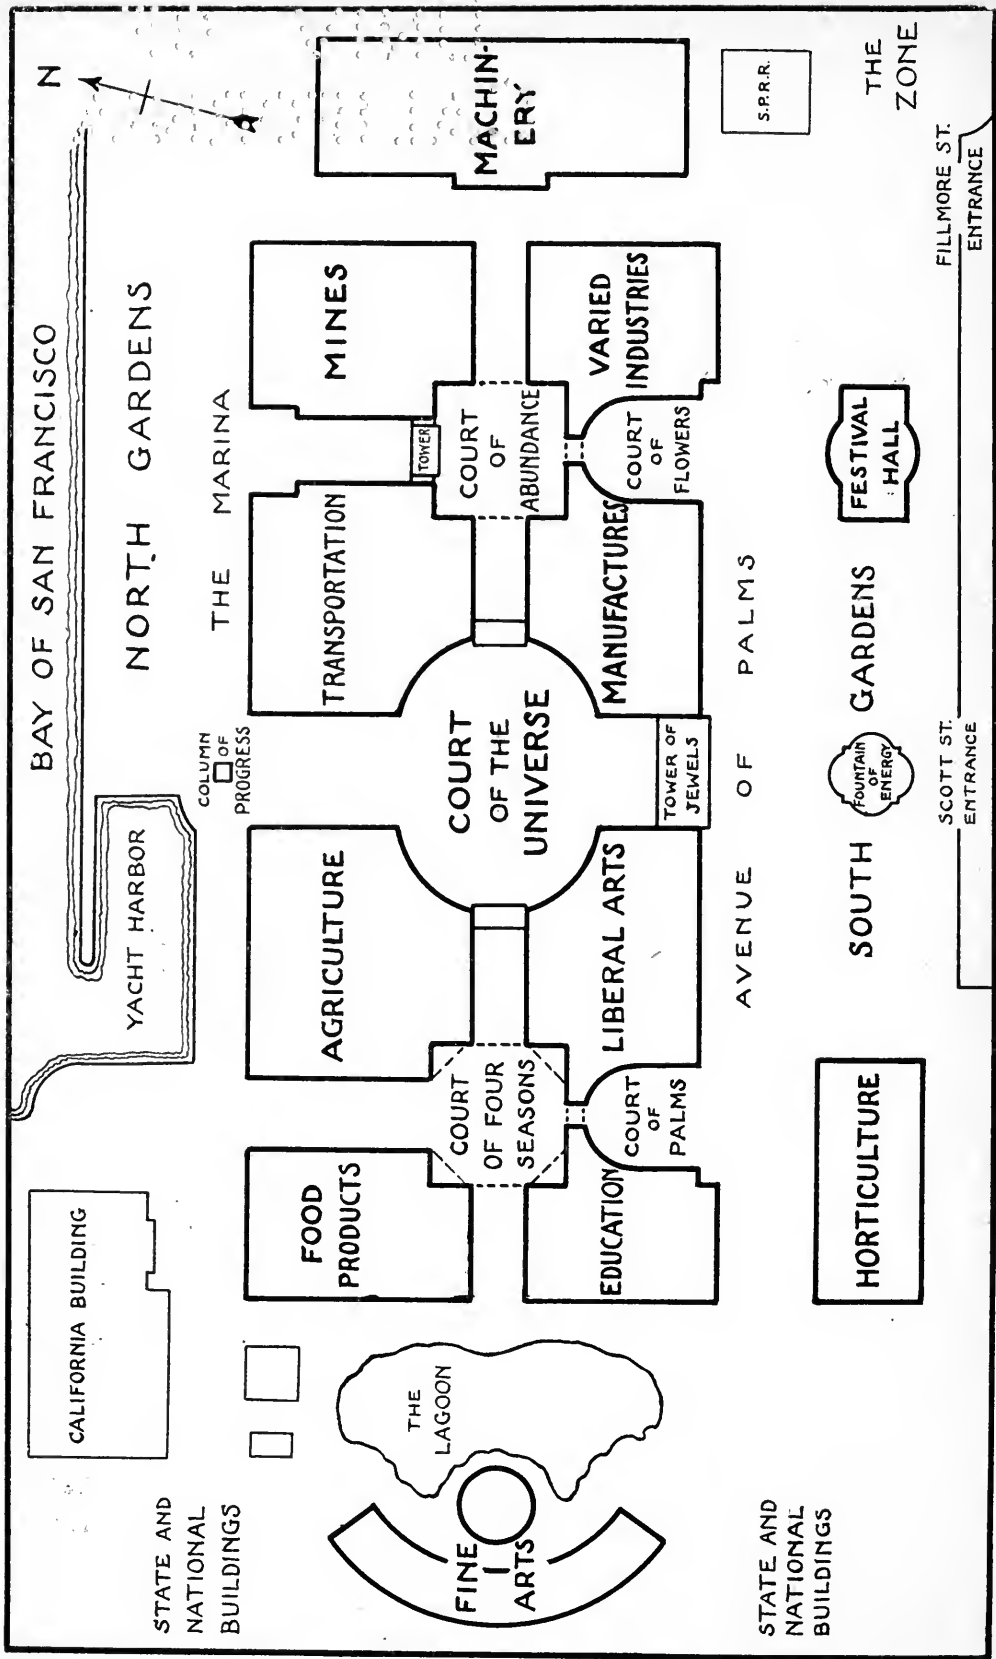 BAY OF SAN FRANCISCO
N
YACHT HARBOR
NORTH GARDENS
THE MARINA
CALIFORNIA BUILDING
COLUMN
OF
PROGRESS
STATE AND
NATIONAL
BUILDINGS
FOOD
PRODUCTS
AGRICULTURE
TRANSPORTATION
MINES
TOWER
MACHIN-
ERY
THE
LAGOON
FINE
ARTS
COURT
OF FOUR
SEASONS
COURT
OF THE
UNIVERSE
COURT
OF
ABUNDANCE
EDUCATION
COURT
OF
PALMS
LIBERAL ARTS
TOWER OF
JEWELS
MANUFACTURES
COURT
OF
FLOWERS
VARIED
INDUSTRIES
S.P.R.R.
AVENUE OF PALMS
STATE AND
NATIONAL
BUILDINGS
HORTICULTURE
SOUTH GARDENS
FOUNTAIN
OF
ENERGY
FESTIVAL
HALL
THE
ZONE
SCOTT ST.
ENTRANCE
FILLMORE ST.
ENTRANCE